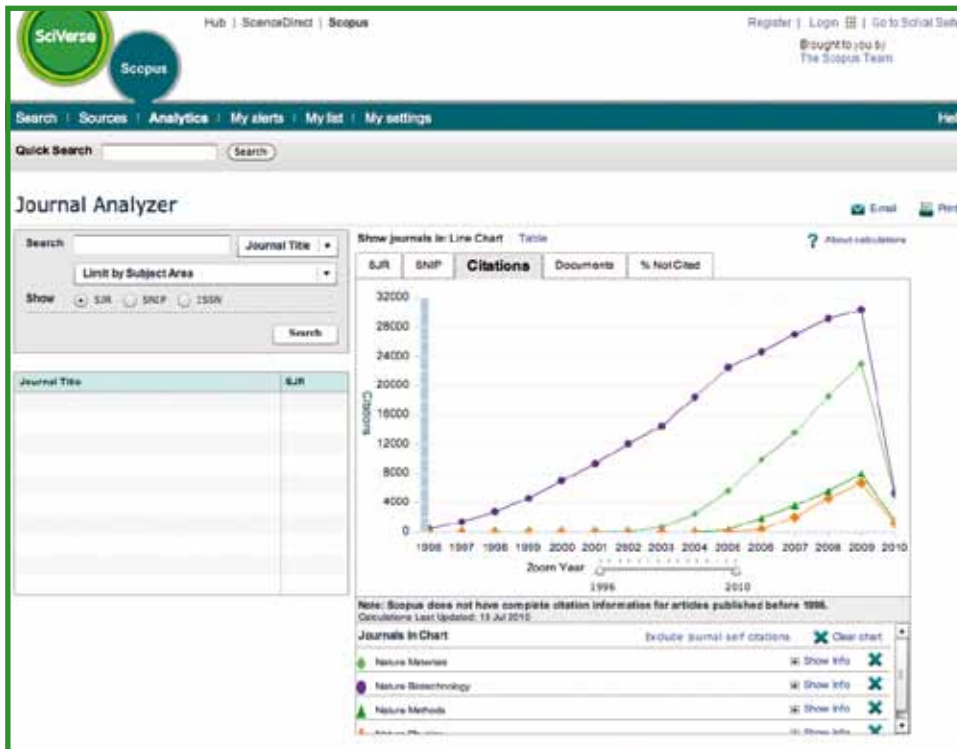 SciVerse
Scopus
Hub | ScienceDirect | Scopus
Register | Login | Go to SciVal Suite
Brought to you by
The Scopus Team
Search | Sources | Analytics | My alerts | My list | My settings
Quick Search
Search
Journal Analyzer
E-mail
Print
Search
Journal Title
Limit by Subject Area
Show SJR SNIP ISSN
Search
Journal Title SJR
Show journals in: Line Chart Table
? About calculations
SJR SNIP Citations Documents % Not Cited
32000
28000
24000
20000
16000
12000
8000
4000
0
Citations
1996 1997 1998 1999 2000 2001 2002 2003 2004 2005 2006 2007 2008 2009 2010
Zoom Year
1996 2010
Note: Scopus does not have complete citation information for articles published before 1996.
Calculations Last Updated: 13 Jul 2010
Journals in Chart Exclude journal self citations Clear chart
Nature Materials Show info
Nature Biotechnology Show info
Nature Methods Show info
Nature Physics Show info